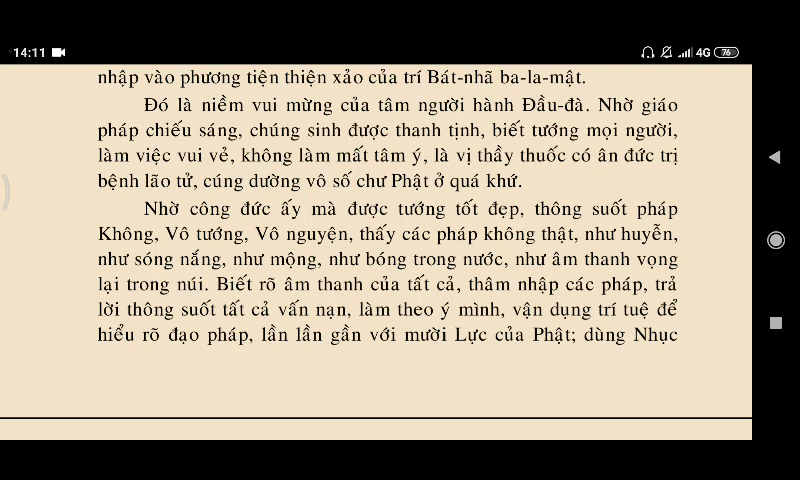 14:11
4G 76
nhập vào phương tiện thiện xảo của trí Bát-nhã ba-la-mật.
Đó là niềm vui mừng của tâm người hành Đầu-đà. Nhờ giáo
pháp chiếu sáng, chúng sinh được thanh tịnh, biết tướng mọi người,
làm việc vui vẻ, không làm mất tâm ý, là vị thầy thuốc có ân đức trị
bệnh lão tử, cúng dường vô số chư Phật ở quá khứ.
Nhờ công đức ấy mà được tướng tốt đẹp, thông suốt pháp
Không, Vô tướng, Vô nguyện, thấy các pháp không thật, như huyễn,
như sóng nắng, như mộng, như bóng trong nước, như âm thanh vọng
lại trong núi. Biết rõ âm thanh của tất cả, thâm nhập các pháp, trả
lời thông suốt tất cả vấn nạn, làm theo ý mình, vận dụng trí tuệ để
hiểu rõ đạo pháp, lần lần gần với mười Lực của Phật; dùng Nhục